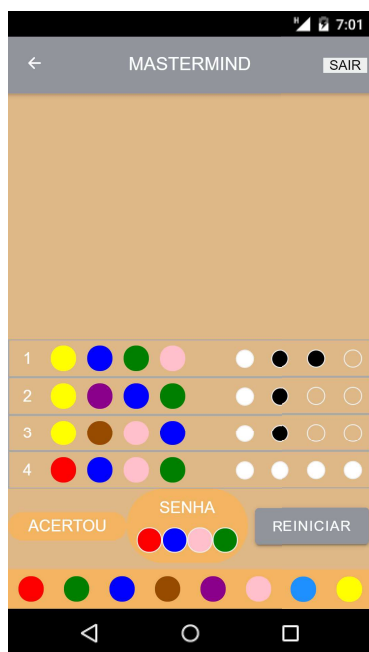 H 7:01
MASTERMIND SAIR
1
2
3
4
SENHA
ACERTOU
REINICIAR